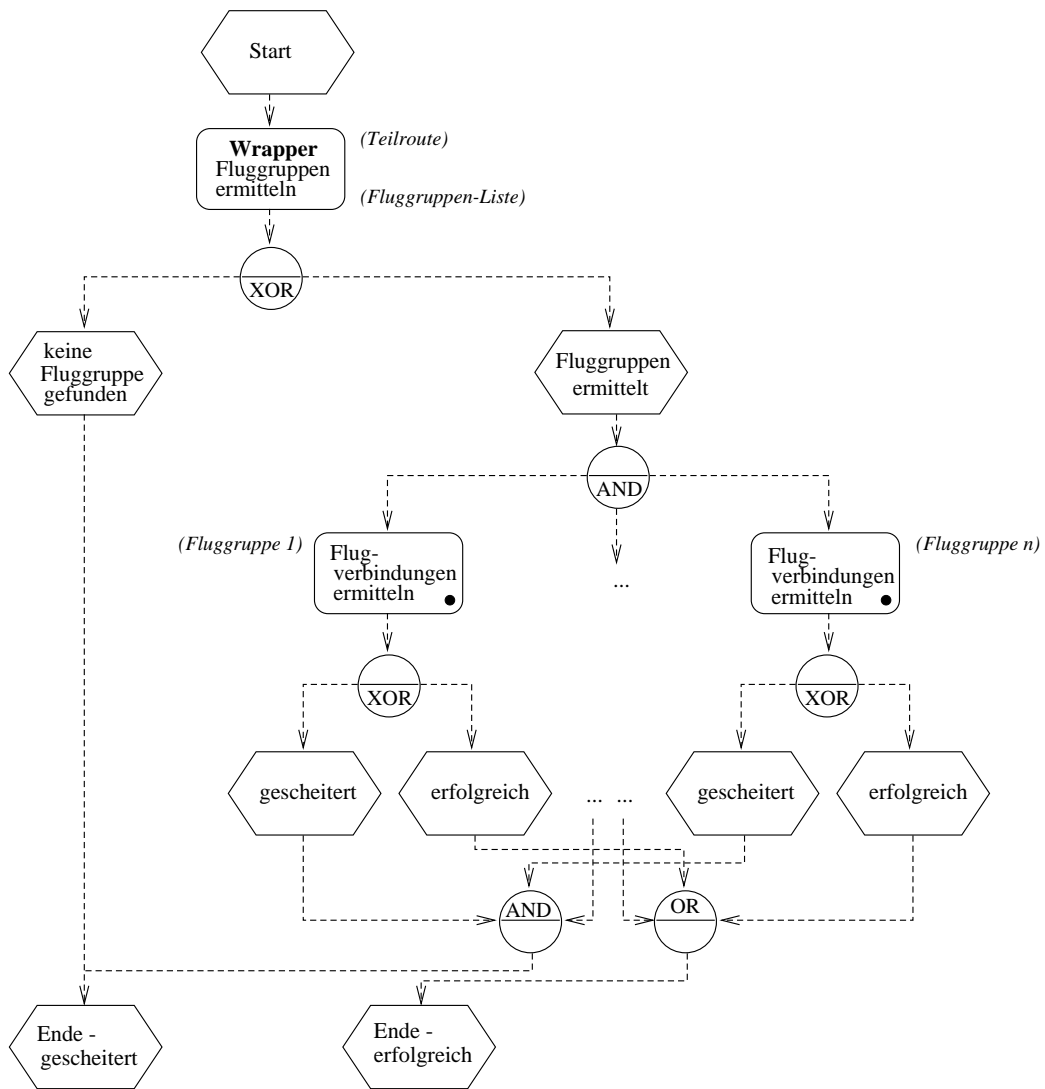 Start
Wrapper
Fluggruppen
ermitteln
(Teilroute)
(Fluggruppen-Liste)
XOR
keine
Fluggruppe
gefunden
Fluggruppen
ermittelt
AND
(Fluggruppe 1)
Flug-
verbindungen
ermitteln
...
Flug-
verbindungen
ermitteln
(Fluggruppe n)
XOR
XOR
gescheitert
erfolgreich
... ...
gescheitert
erfolgreich
AND
OR
Ende -
gescheitert
Ende -
erfolgreich